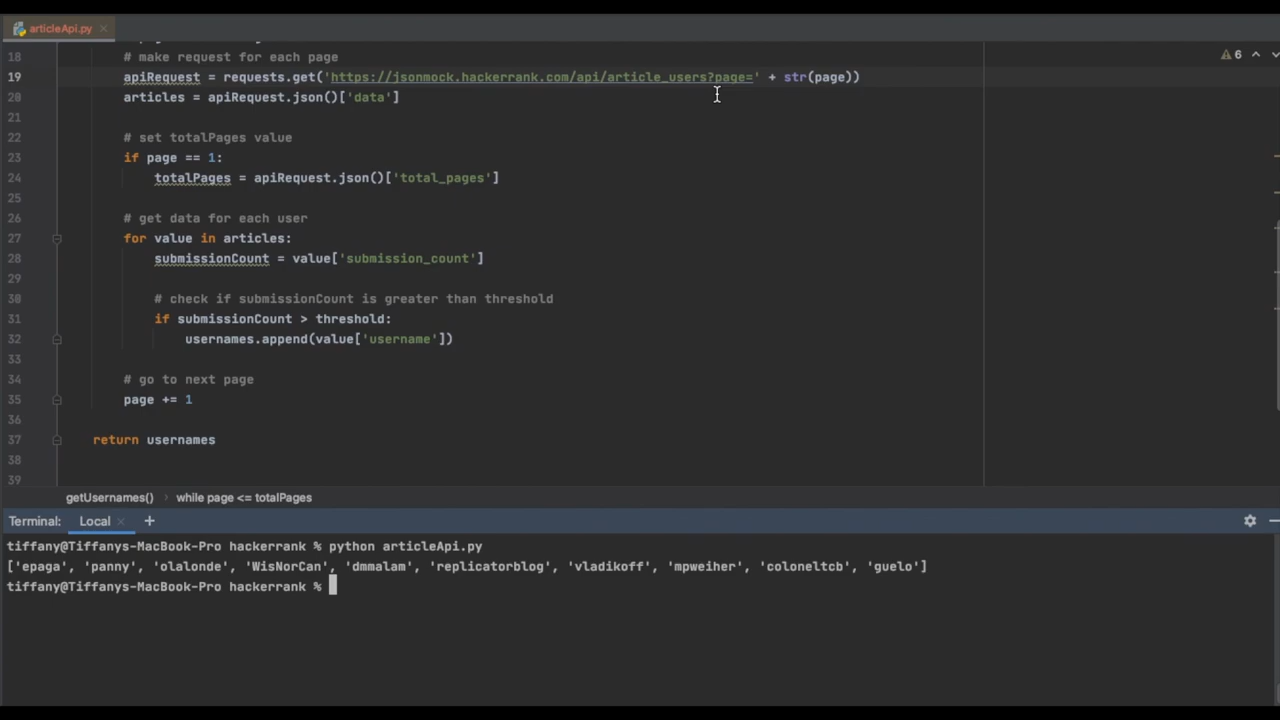 articleApi.py
18 # make request for each page 6
19 apiRequest = requests.get('https://jsonmock.hackerrank.com/api/article_users?page=' + str(page))
20 articles = apiRequest.json()['data']
21
22 # set totalPages value
23 if page == 1:
24 totalPages = apiRequest.json()['total_pages']
25
26 # get data for each user
27 for value in articles:
28 submissionCount = value['submission_count']
29
30 # check if submissionCount is greater than threshold
31 if submissionCount > threshold:
32 usernames.append(value['username'])
33
34 # go to next page
35 page += 1
36
37 return usernames
38
39
getUsernames() › while page <= totalPages
Terminal: Local × +
tiffany@Tiffanys-MacBook-Pro hackerrank % python articleApi.py
['epaga', 'panny', 'olalonde', 'WisNorCan', 'dmmalam', 'replicatorblog', 'vladikoff', 'mpweiher', 'coloneltcb', 'guelo']
tiffany@Tiffanys-MacBook-Pro hackerrank %